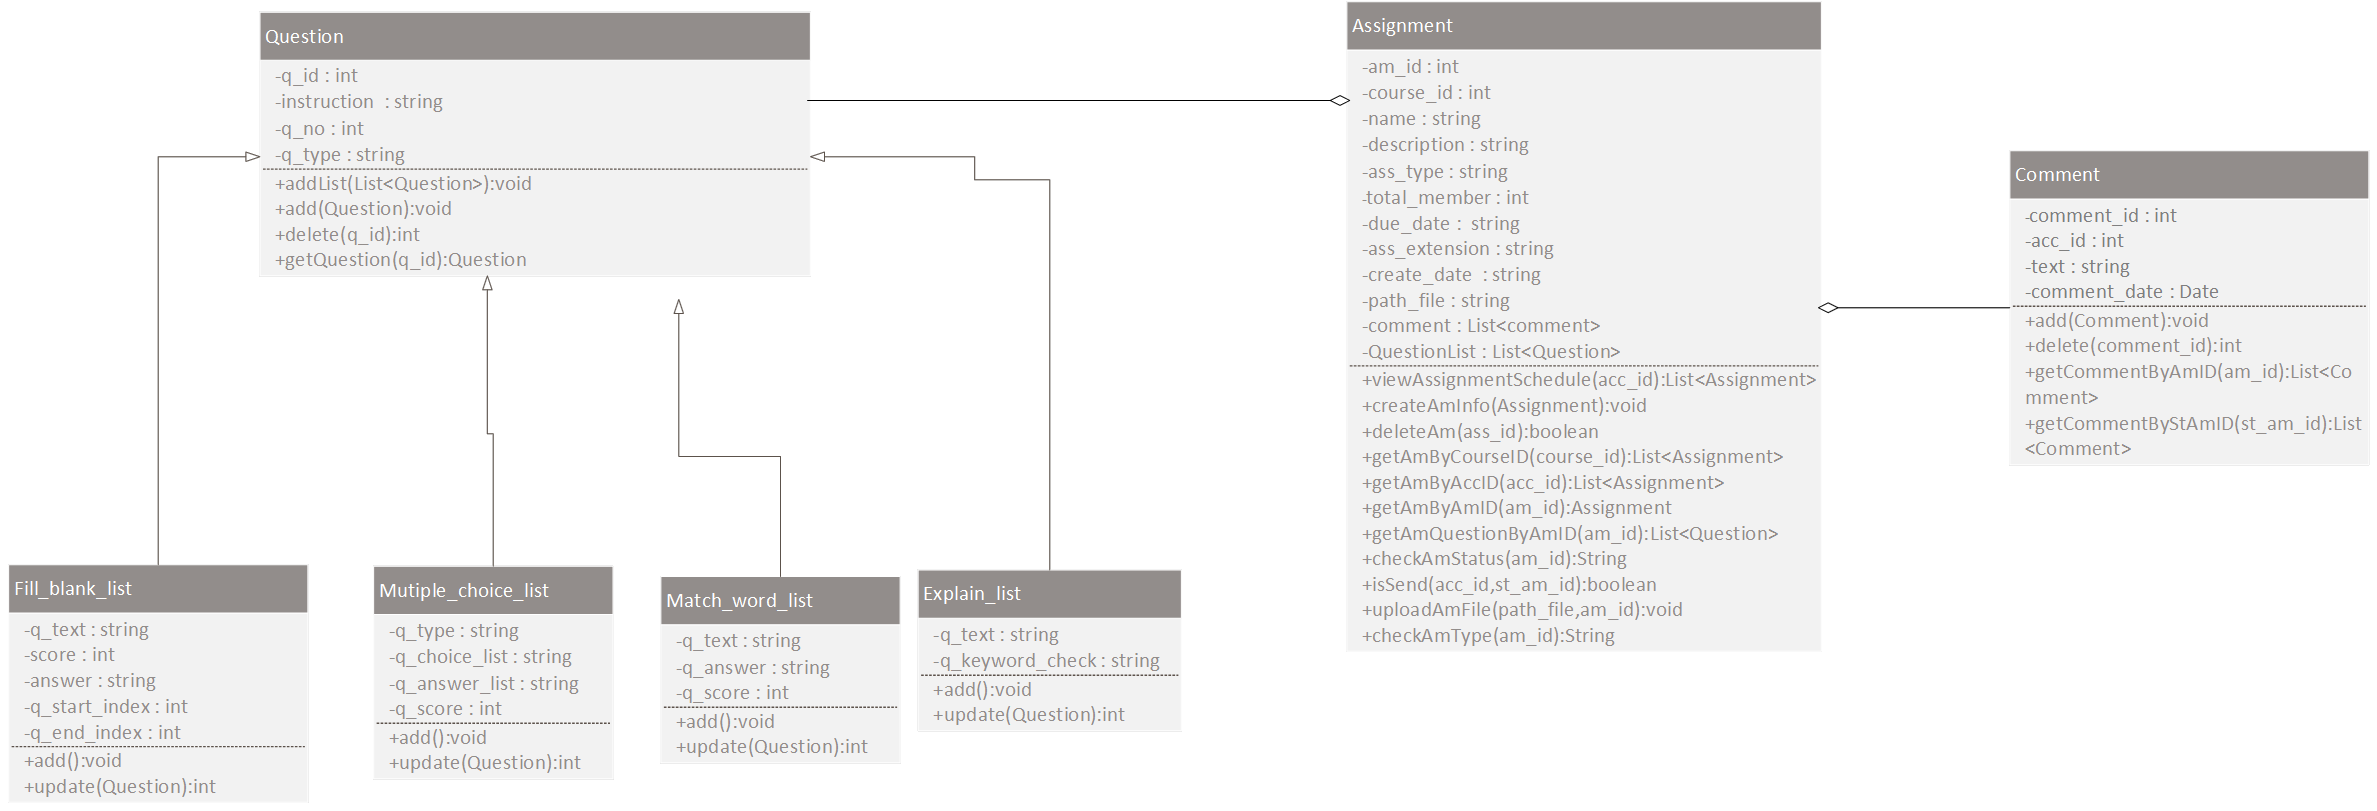 Question
-q_id : int
-instruction  : string
-q_no : int
-q_type : string
+addList(List<Question>):void
+add(Question):void
+delete(q_id):int
+getQuestion(q_id):Question
Assignment
-am_id : int
-course_id : int
-name : string
-description : string
-ass_type : string
-total_member : int
-due_date :  string
-ass_extension : string
-create_date  : string
-path_file : string
-comment : List<comment>
-QuestionList : List<Question>
+viewAssignmentSchedule(acc_id):List<Assignment>
+createAmInfo(Assignment):void
+deleteAm(ass_id):boolean
+getAmByCourseID(course_id):List<Assignment>
+getAmByAccID(acc_id):List<Assignment>
+getAmByAmID(am_id):Assignment
+getAmQuestionByAmID(am_id):List<Question>
+checkAmStatus(am_id):String
+isSend(acc_id,st_am_id):boolean
+uploadAmFile(path_file,am_id):void
+checkAmType(am_id):String
Comment
-comment_id : int
-acc_id : int
-text : string
-comment_date : Date
+add(Comment):void
+delete(comment_id):int
+getCommentByAmID(am_id):List<Co
mment>
+getCommentByStAmID(st_am_id):List
<Comment>
Fill_blank_list
-q_text : string
-score : int
-answer : string
-q_start_index : int
-q_end_index : int
+add():void
+update(Question):int
Mutiple_choice_list
-q_type : string
-q_choice_list : string
-q_answer_list : string
-q_score : int
+add():void
+update(Question):int
Match_word_list
-q_text : string
-q_answer : string
-q_score : int
+add():void
+update(Question):int
Explain_list
-q_text : string
-q_keyword_check : string
+add():void
+update(Question):int